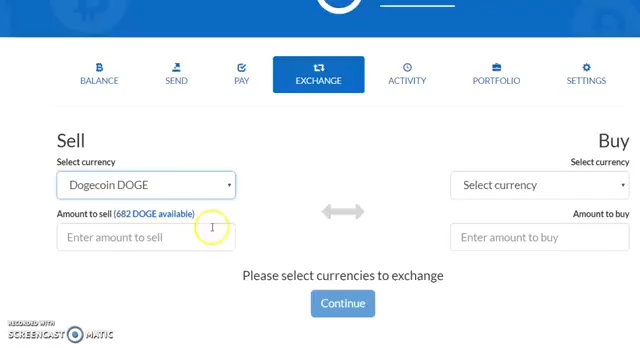 BALANCE
SEND
PAY
EXCHANGE
ACTIVITY
PORTFOLIO
SETTINGS
Sell
Buy
Select currency
Select currency
Dogecoin DOGE
Select currency
Amount to sell (682 DOGE available)
Amount to buy
Enter amount to sell
Enter amount to buy
Please select currencies to exchange
Continue
RECORDED WITH
SCREENCAST MATIC